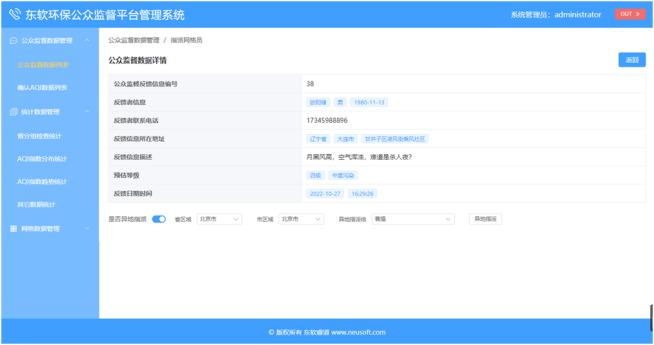 东软环保公众监督平台管理系统
系统管理员：administrator
OUT
公众监督数据管理
公众监督数据列表
确认AQI数据列表
统计数据管理
省分组检查统计
AQI指数分布统计
AQI指数趋势统计
其它数据统计
网格数据管理
公众监督数据管理 / 指派网格员
公众监督数据详情
返回
公众监督反馈信息编号 38
反馈者信息 男 1980-11-13
反馈者联系电话 17345988896
反馈信息所在地址 辽宁省 大连市 甘井子区凌风街乘风社区
反馈信息描述 月黑风高，空气浑浊，难道是杀人夜？
预估等级 四级 中度污染
反馈日期时间 2022-10-27 16:29:26
是否异地指派 省区域 北京市 市区域 北京市 异地指派给 异地指派
© 版权所有 东软睿道 www.neusoft.com